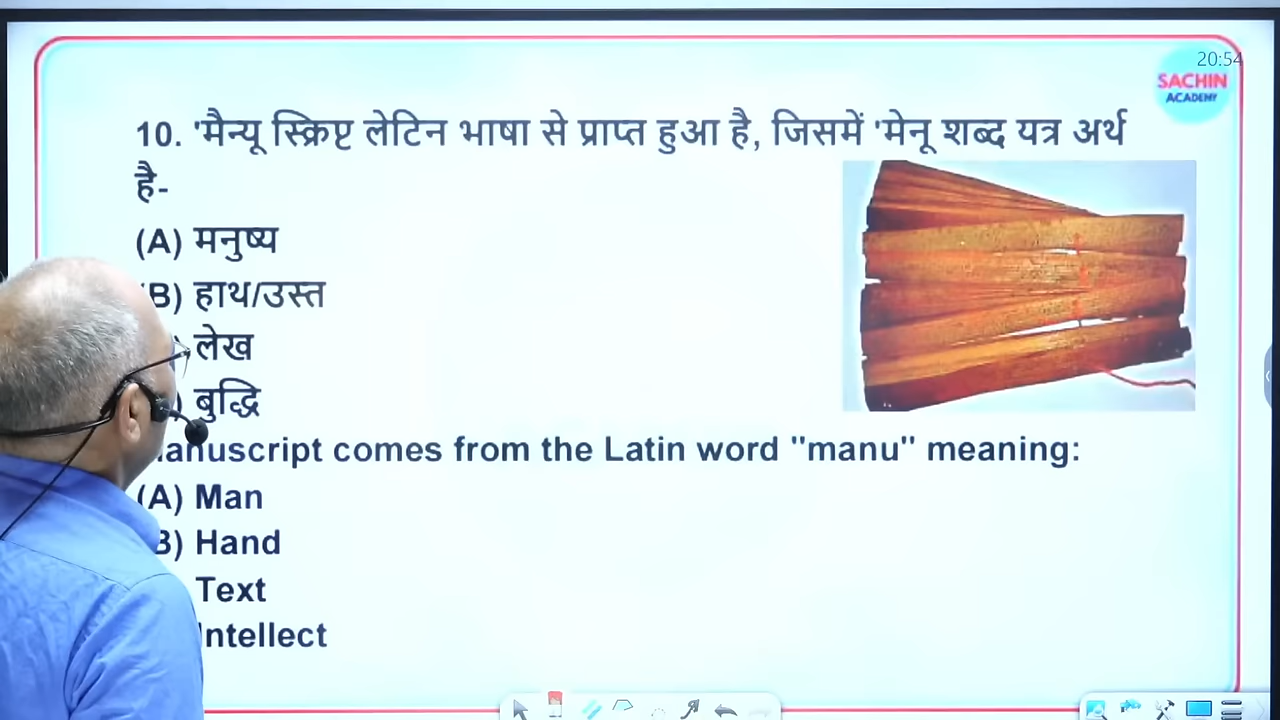 20:54
SACHIN
ACADEMY
10. 'मैन्यू स्क्रिप्ट लेटिन भाषा से प्राप्त हुआ है, जिसमें 'मेनू शब्द यत्र अर्थ
है-
(A) मनुष्य
B) हाथ/उस्त
) लेख
) बुद्धि
anuscript comes from the Latin word "manu" meaning:
(A) Man
B) Hand
Text
Intellect